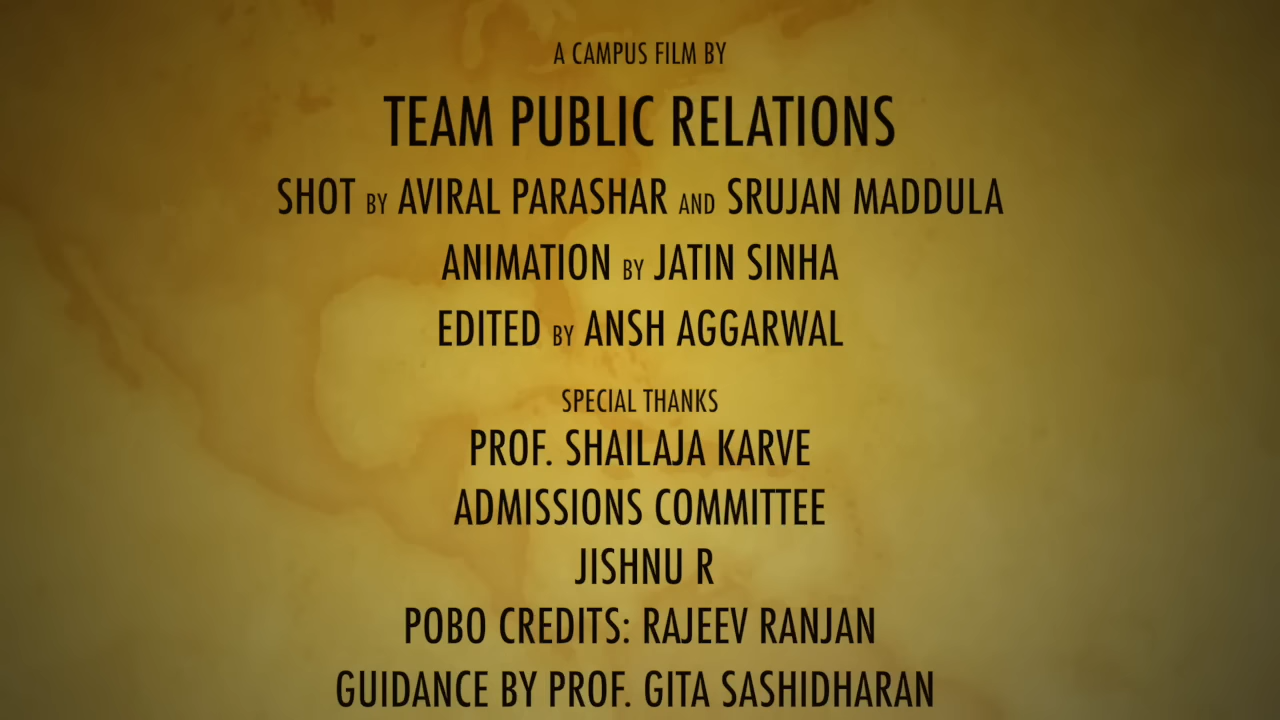 A CAMPUS FILM BY
TEAM PUBLIC RELATIONS
SHOT BY AVIRAL PARASHAR AND SRUJAN MADDULA
ANIMATION BY JATIN SINHA
EDITED BY ANSH AGGARWAL
SPECIAL THANKS
PROF. SHAILAJA KARVE
ADMISSIONS COMMITTEE
JISHNU R
POBO CREDITS: RAJEEV RANJAN
GUIDANCE BY PROF. GITA SASHIDHARAN